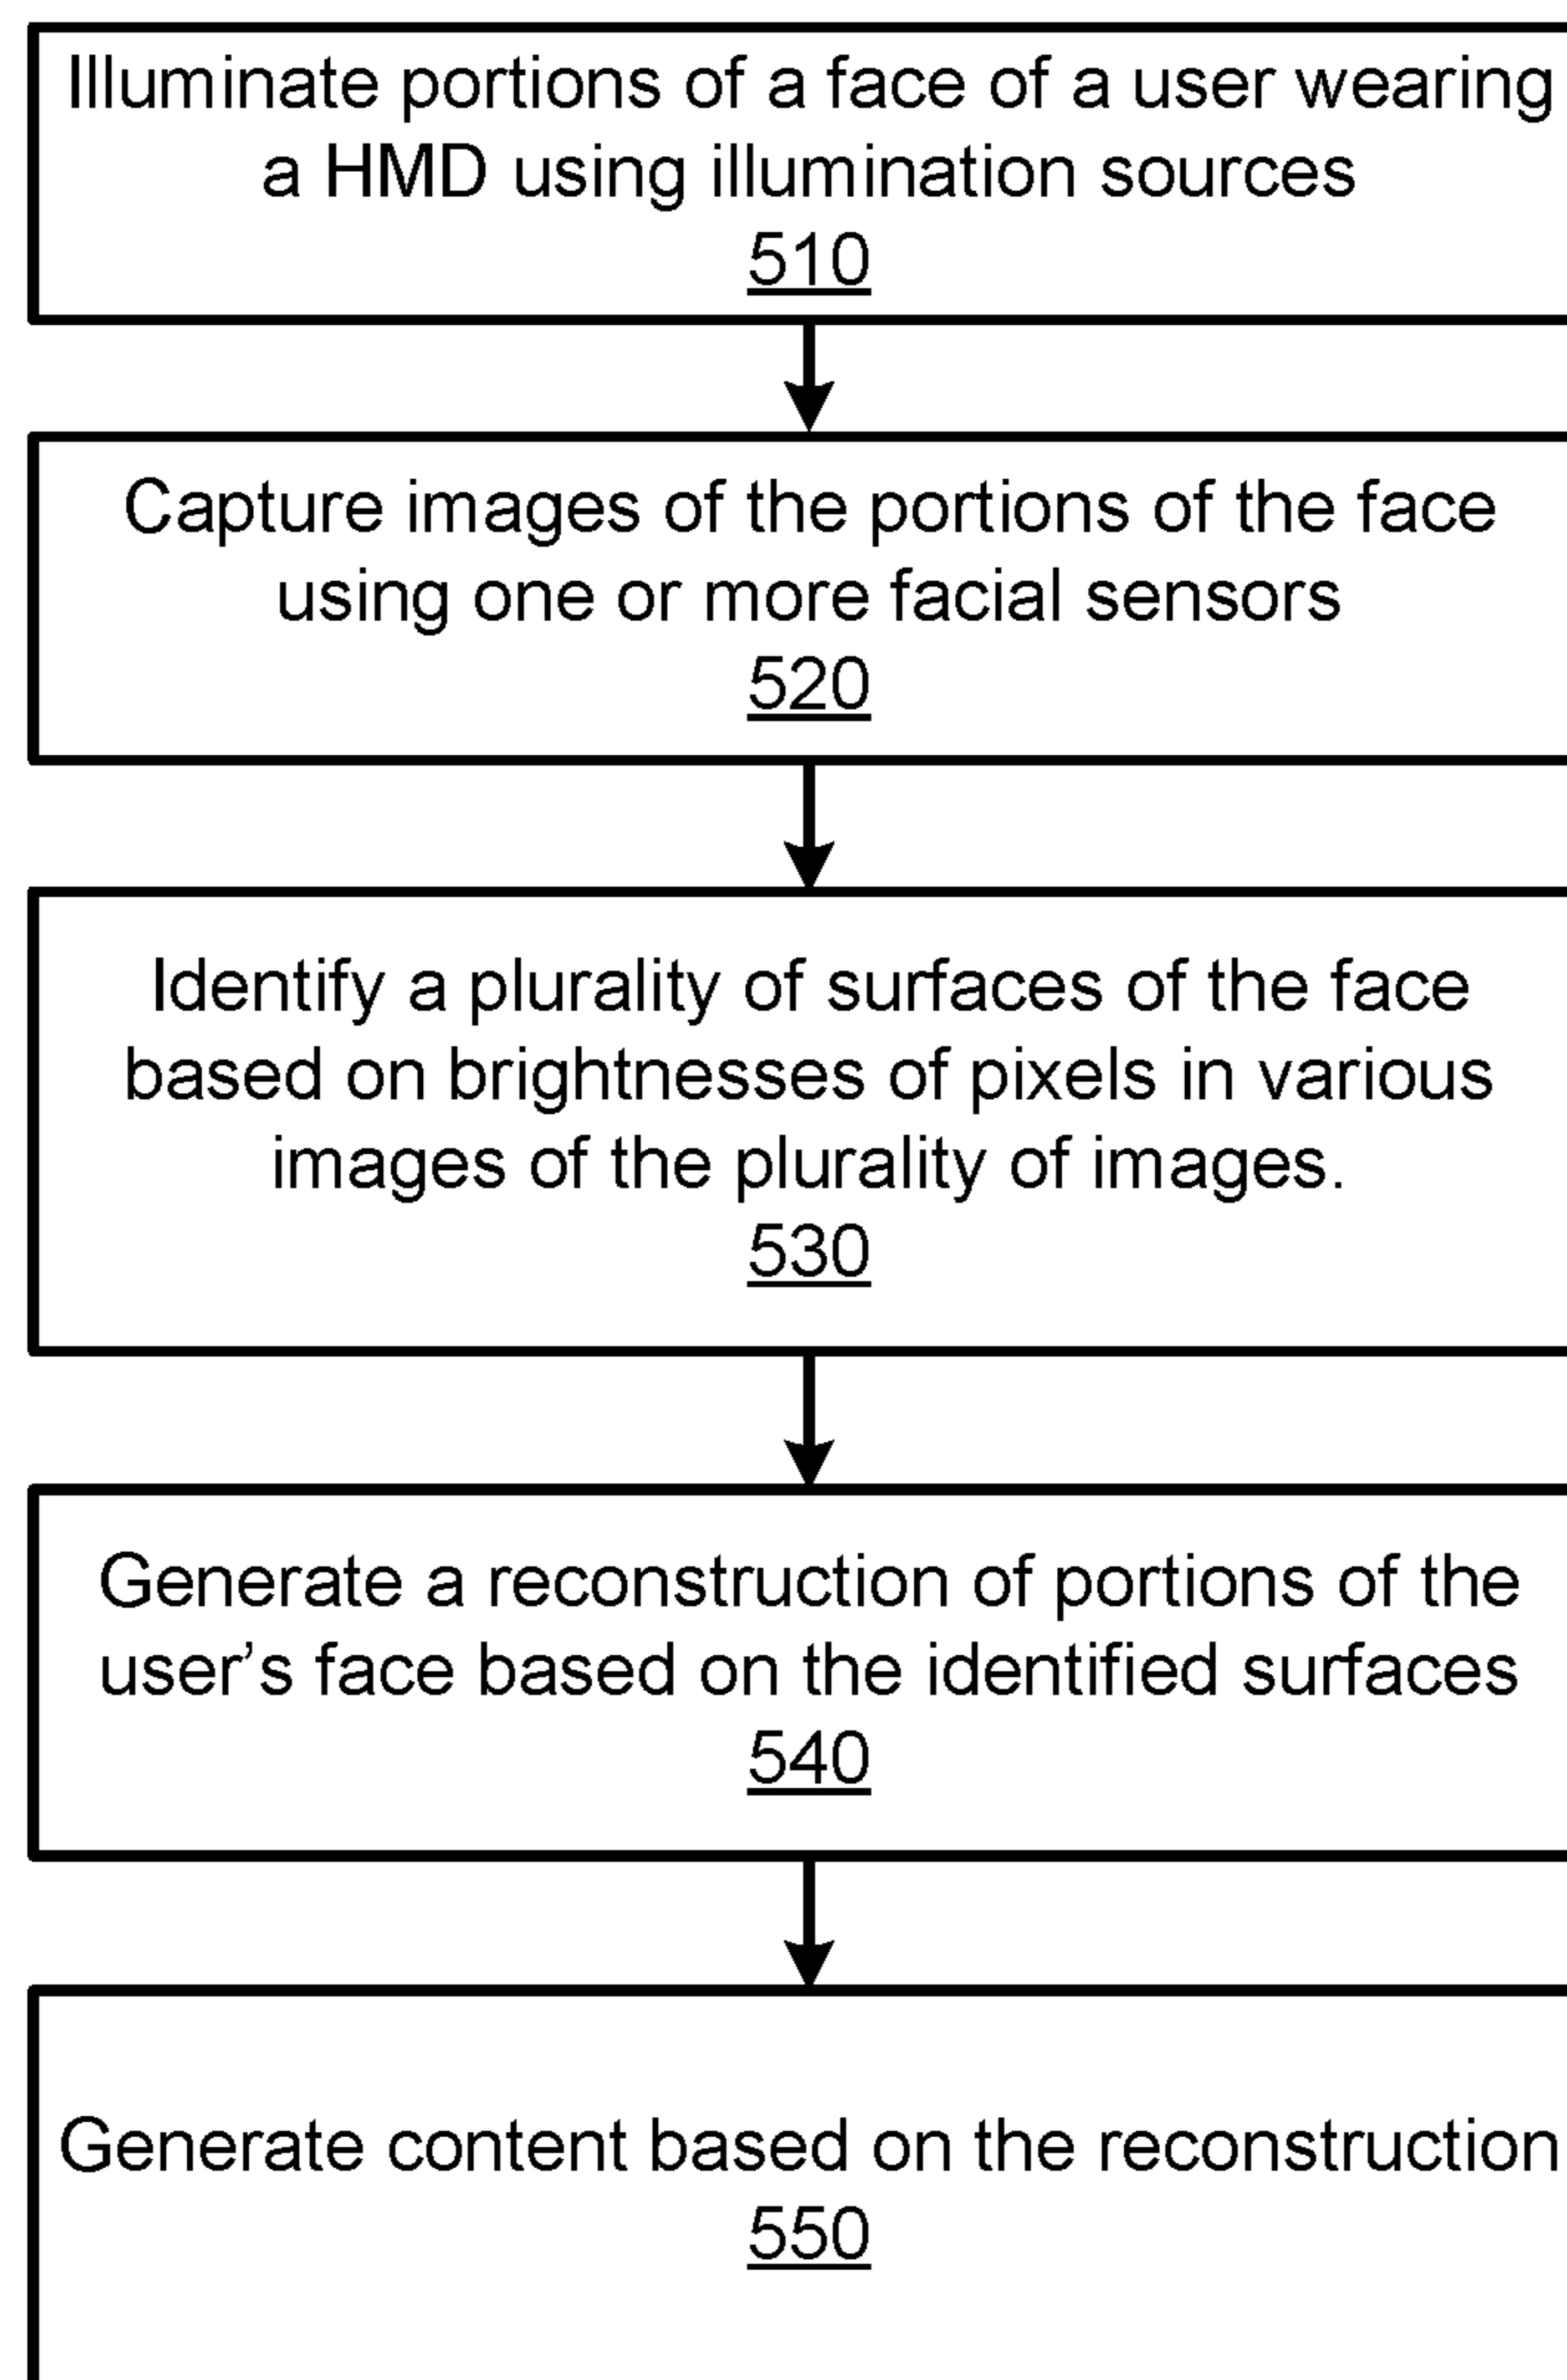 Illuminate portions of a face of a user wearing
a HMD using illumination sources
510
Capture images of the portions of the face
using one or more facial sensors
520
Identify a plurality of surfaces of the face
based on brightnesses of pixels in various
images of the plurality of images.
530
Generate a reconstruction of portions of the
user’s face based on the identified surfaces
540
Generate content based on the reconstruction
550